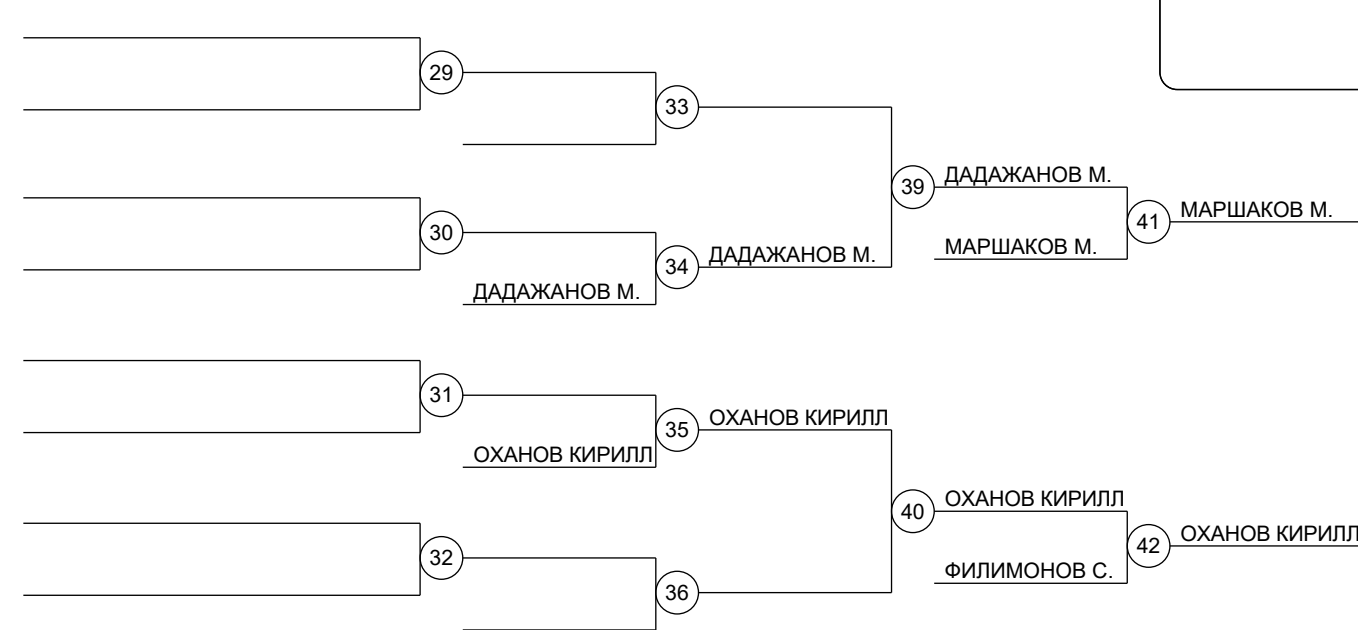 29
33
39
ДАДАЖАНОВ М.
41
МАРШАКОВ М.
МАРШАКОВ М.
30
34
ДАДАЖАНОВ М.
ДАДАЖАНОВ М.
31
35
ОХАНОВ КИРИЛЛ
ОХАНОВ КИРИЛЛ
40
ОХАНОВ КИРИЛЛ
42
ОХАНОВ КИРИЛЛ
ФИЛИМОНОВ С.
32
36